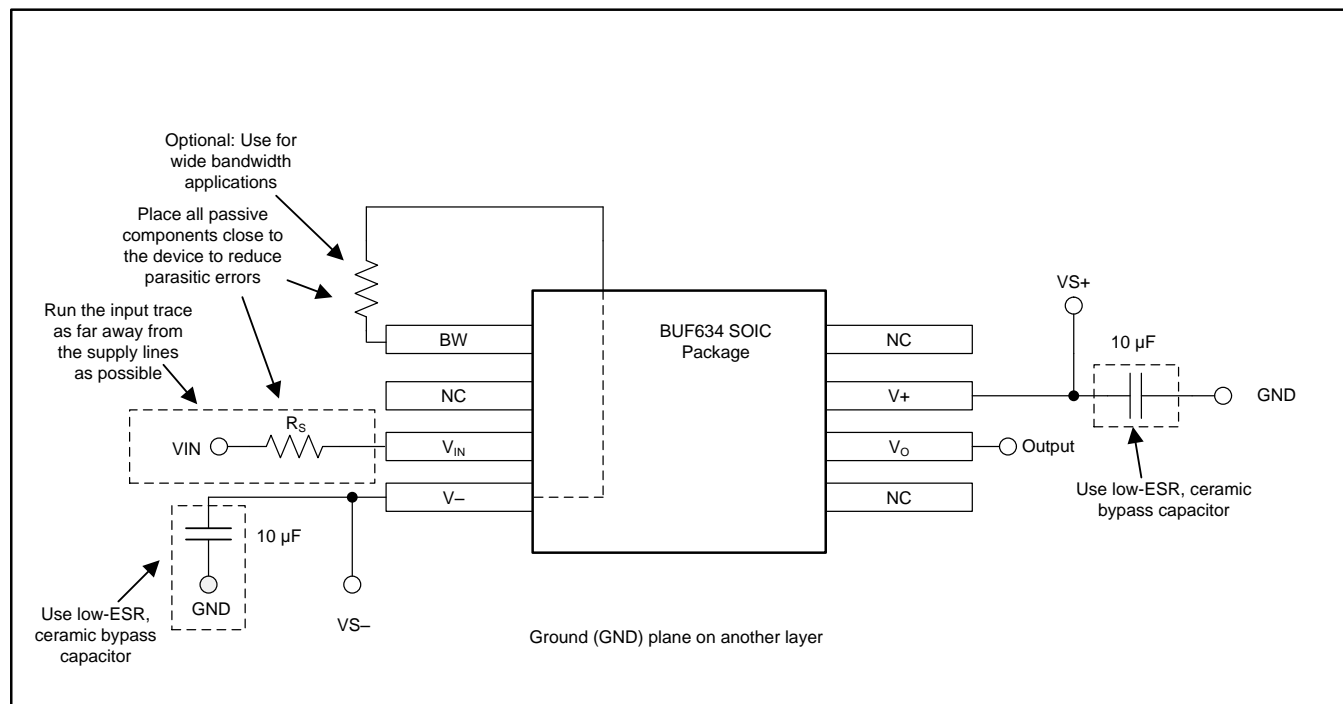 Optional: Use for
wide bandwidth
applications
Place all passive
components close to
the device to reduce
parasitic errors
Run the input trace
as far away from
the supply lines
as possible
BUF634 SOIC
Package
BW
NC
V_IN
V–
NC
V+
V_O
NC
VS+
10 µF
GND
Output
Use low-ESR, ceramic
bypass capacitor
VIN
R_S
10 µF
GND
VS–
Use low-ESR,
ceramic bypass
capacitor
Ground (GND) plane on another layer